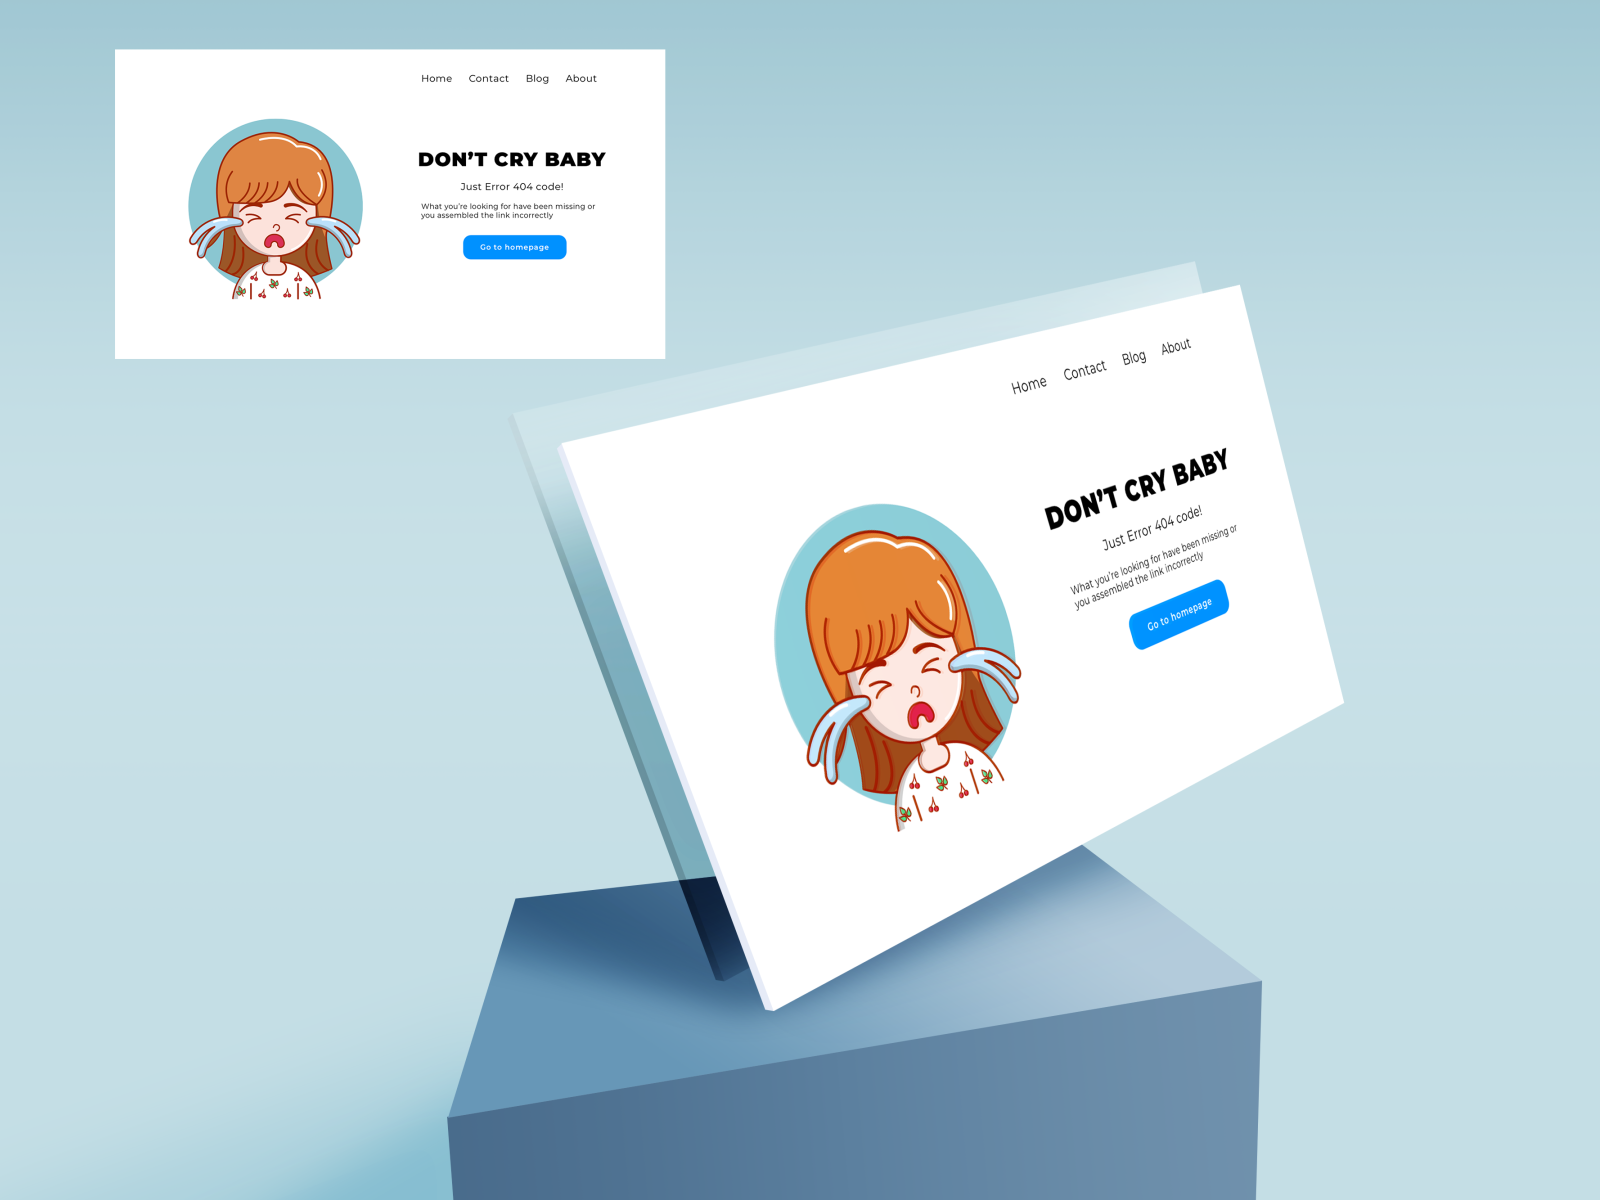 Home Contact Blog About
DON'T CRY BABY
Just Error 404 code!
What you're looking for have been missing or
you assembled the link incorrectly
Go to homepage
Home Contact Blog About
DON'T CRY BABY
Just Error 404 code!
What you're looking for have been missing or
you assembled the link incorrectly
Go to homepage